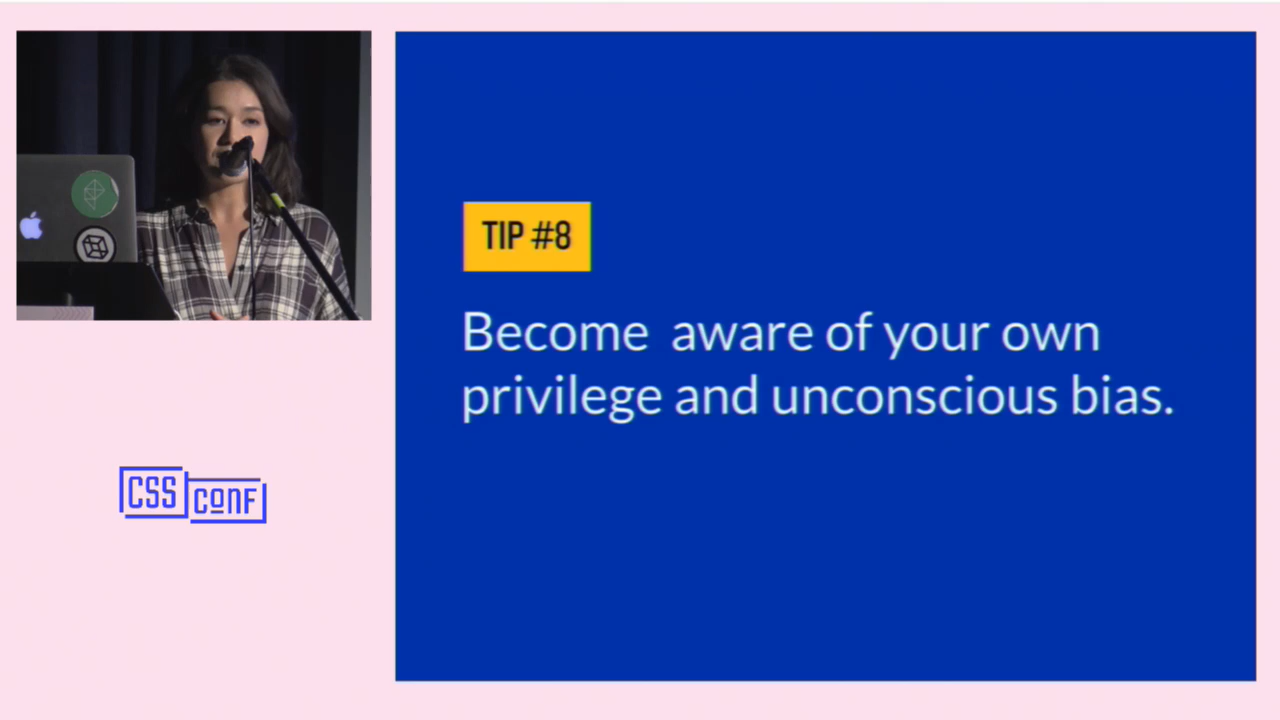 TIP #8
Become aware of your own
privilege and unconscious bias.
CSS
CONF